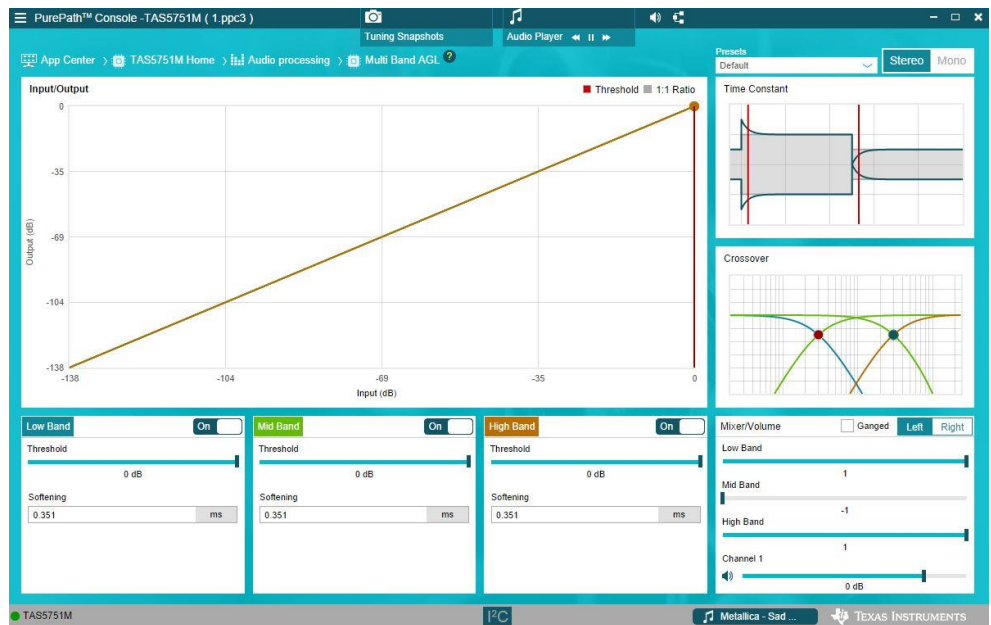 PurePath™ Console -TAS5751M ( 1.ppc3 )
Tuning Snapshots
Audio Player
App Center > TAS5751M Home > Audio processing > Multi Band AGL ?
Presets
Default
Stereo Mono
Input/Output
Threshold 1:1 Ratio
0
-35
-69
-104
-138
Output (dB)
-138 -104 -69 -35 0
Input (dB)
Time Constant
Crossover
Low Band On
Threshold
0 dB
Softening
0.351 ms
Mid Band On
Threshold
0 dB
Softening
0.351 ms
High Band On
Threshold
0 dB
Softening
0.351 ms
Mixer/Volume Ganged Left Right
Low Band
1
Mid Band
-1
High Band
1
Channel 1
0 dB
TAS5751M
I²C
Metallica - Sad ...
TEXAS INSTRUMENTS